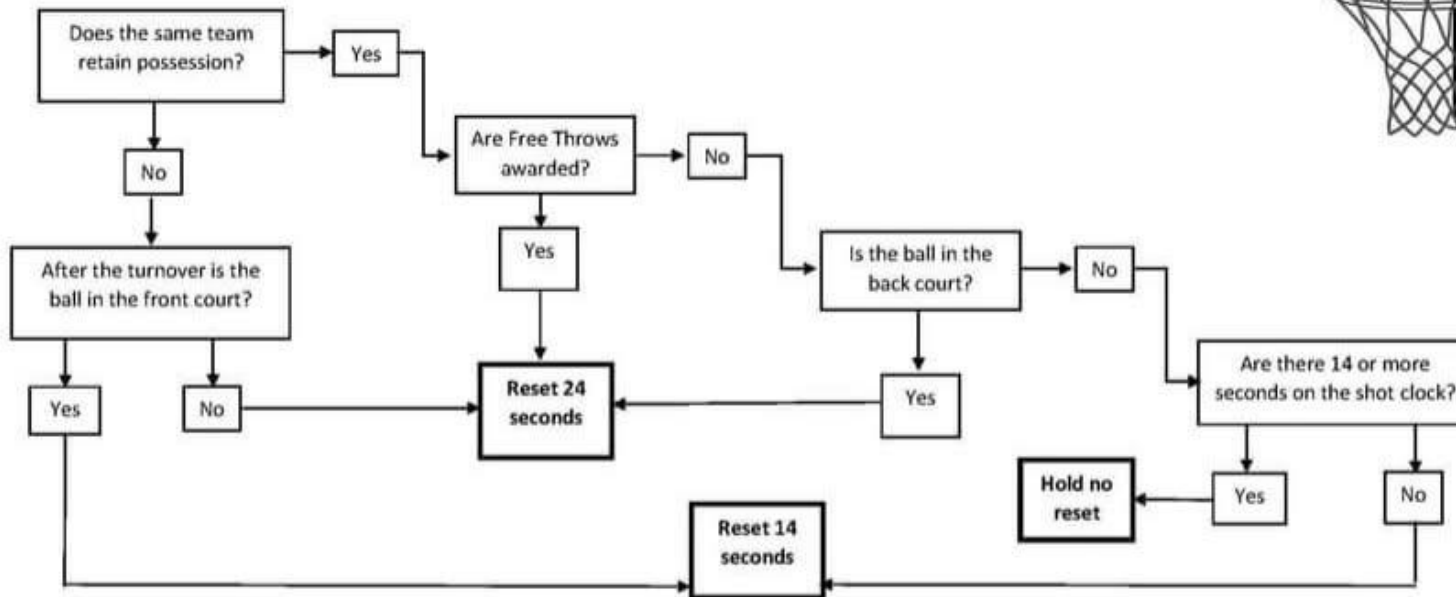 Does the same team
retain possession?
Yes
Are Free Throws
awarded?
No
No
Yes
Is the ball in the
back court?
No
After the turnover is the
ball in the front court?
Are there 14 or more
seconds on the shot clock?
Yes
No
Reset 24
seconds
Yes
Hold no
reset
Yes
No
Reset 14
seconds